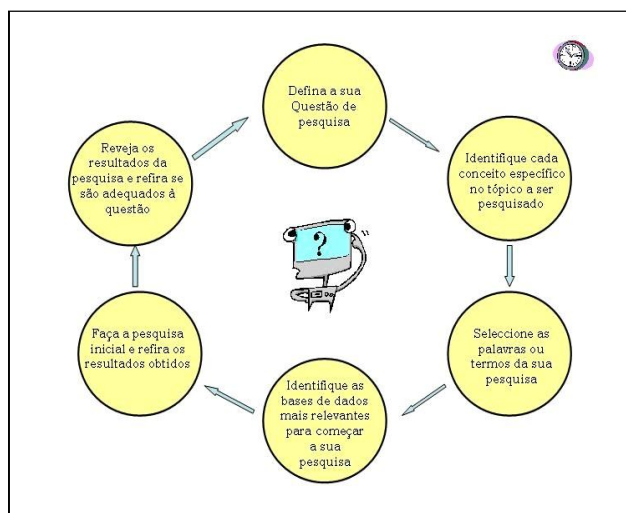 Defina a sua
Questão de
pesquisa
Identifique cada
conceito específico
no tópico a ser
pesquisado
Seleccione as
palavras ou
termos da sua
pesquisa
Identifique as
bases de dados
mais relevantes
para começar
a sua
pesquisa
Faça a pesquisa
inicial e refira os
resultados obtidos
Reveja os
resultados da
pesquisa e refira se
são adequados à
questão
?